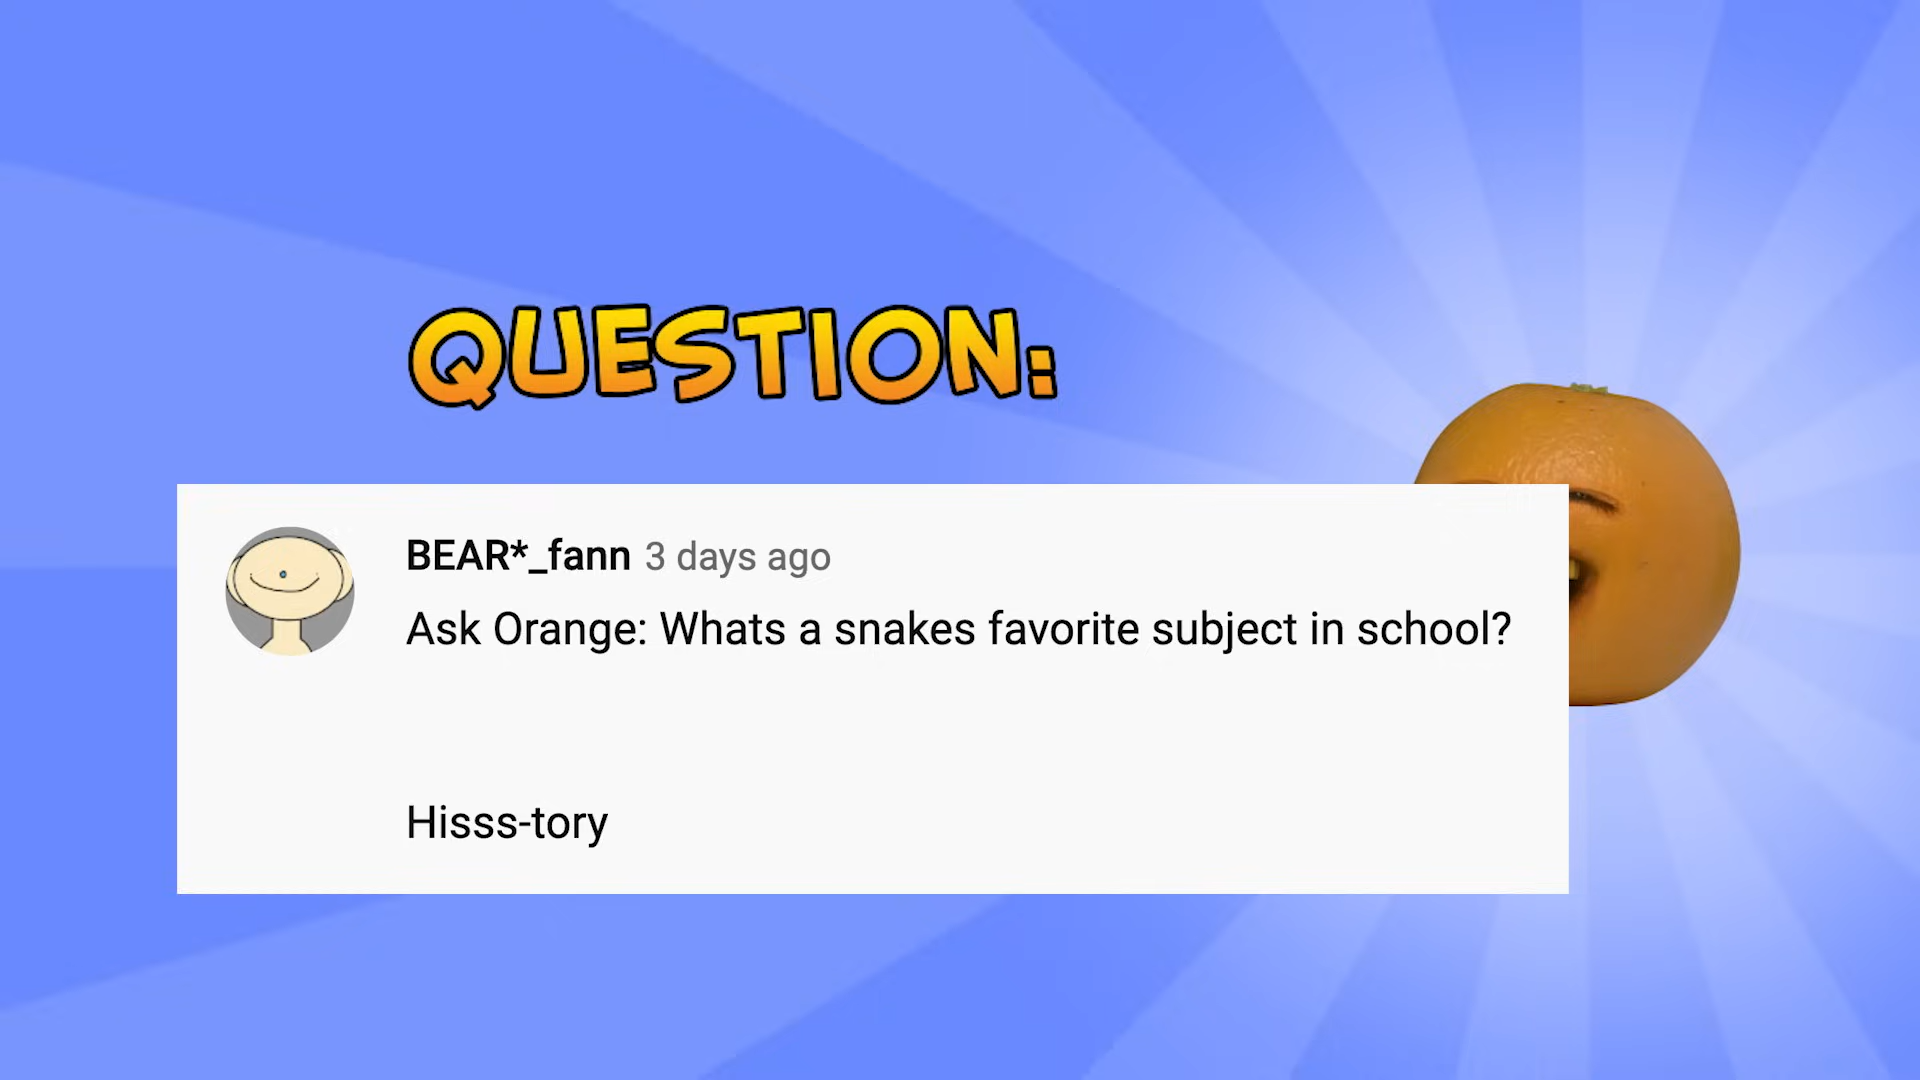 QUESTION:
BEAR*_fann 3 days ago
Ask Orange: Whats a snakes favorite subject in school?
Hisss-tory